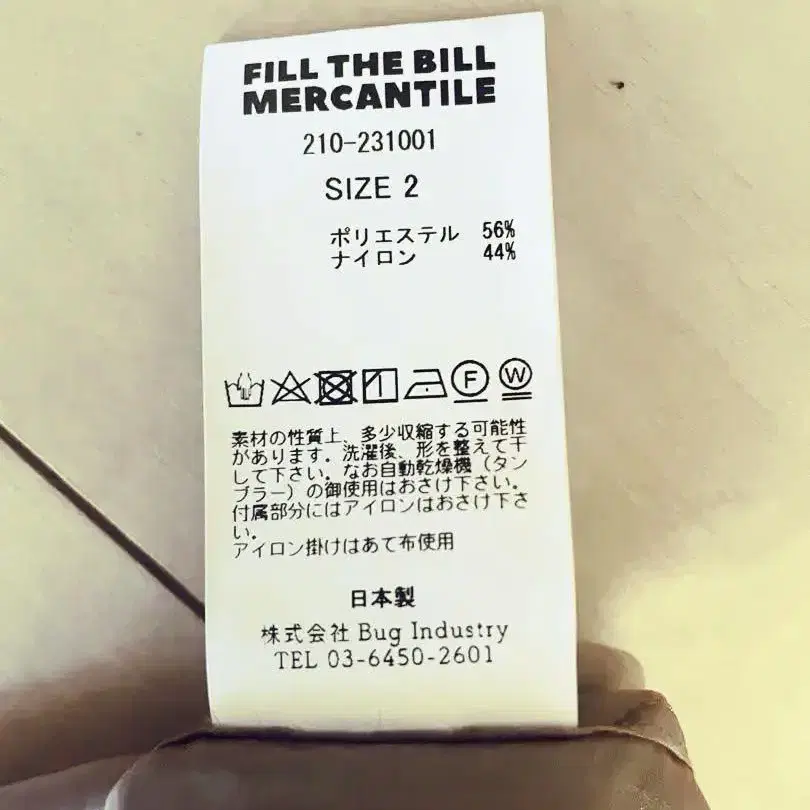 FILL THE BILL
MERCANTILE
210-231001
SIZE 2
ポリエステル 56%
ナイロン 44%
F W
素材の性質上、多少収縮する可能性
があります。洗濯後、形を整えて干
して下さい。なお自動乾燥機（タン
ブラー）の御使用はおさけ下さい。
付属部分にはアイロンはおさけ下さ
い。
アイロン掛けはあて布使用
日本製
株式会社 Bug Industry
TEL 03-6450-2601